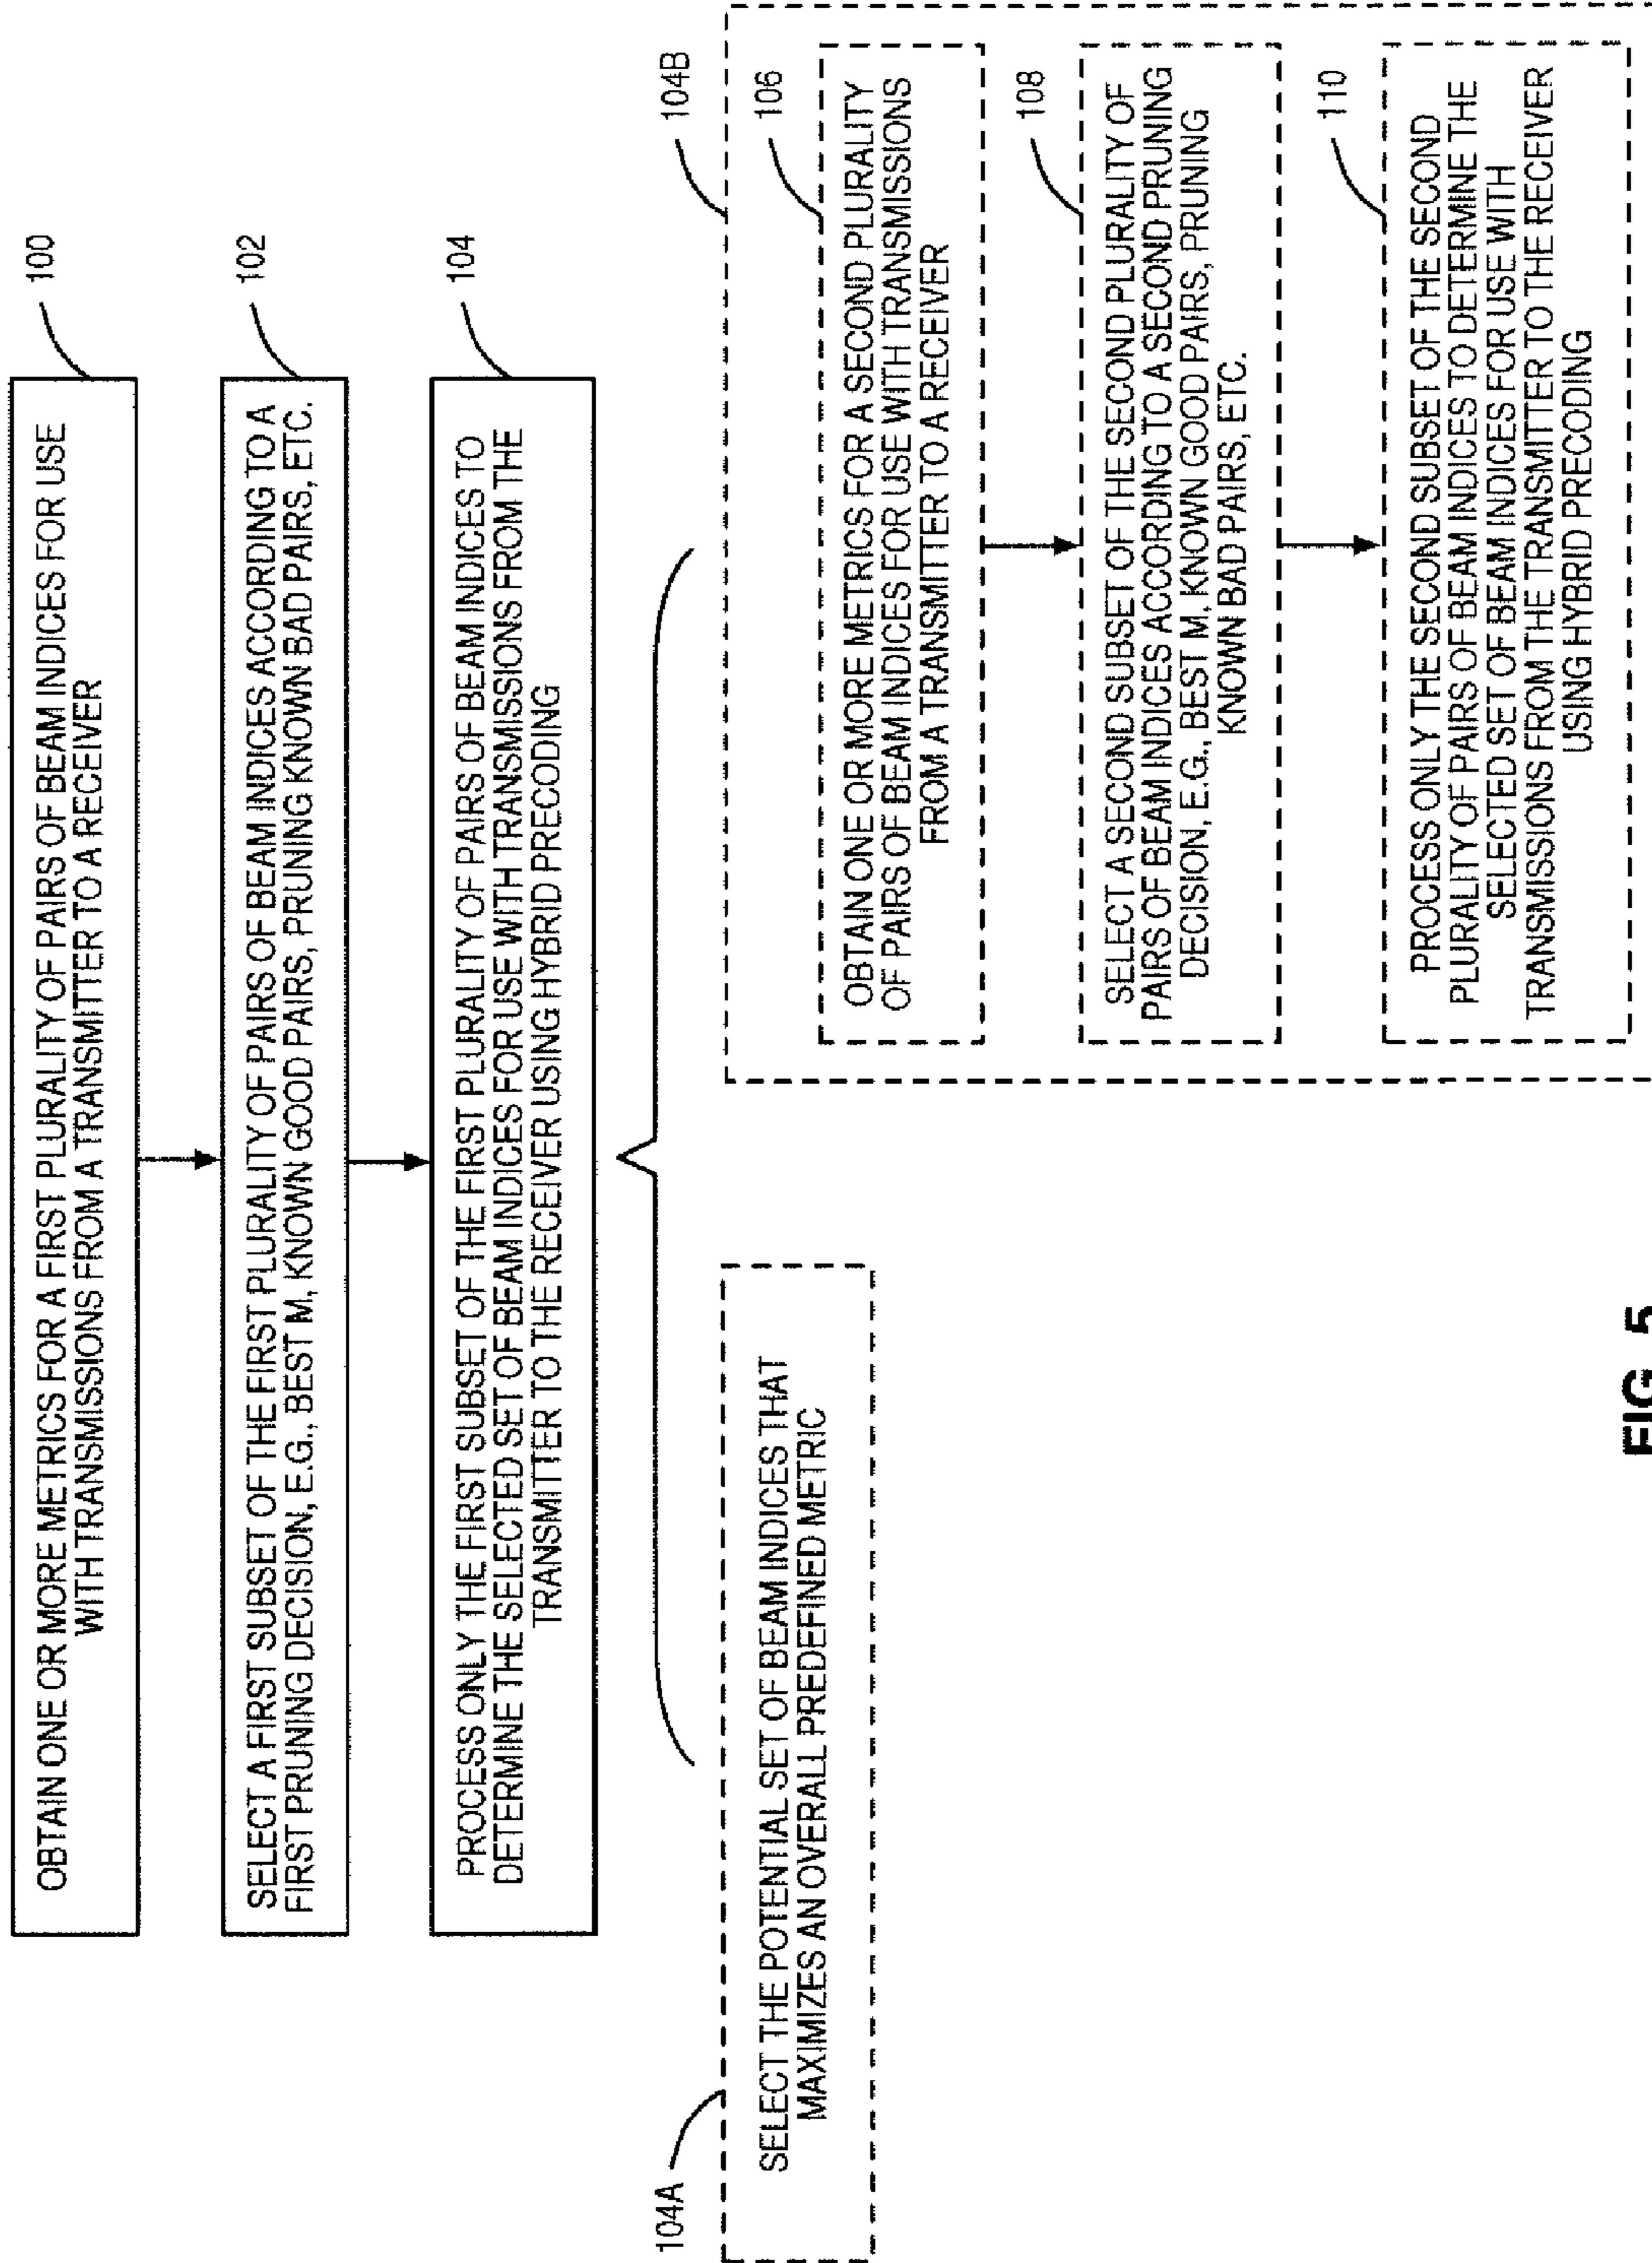 100
OBTAIN ONE OR MORE METRICS FOR A FIRST PLURALITY OF PAIRS OF BEAM INDICES FOR USE
WITH TRANSMISSIONS FROM A TRANSMITTER TO A RECEIVER
102
SELECT A FIRST SUBSET OF THE FIRST PLURALITY OF PAIRS OF BEAM INDICES ACCORDING TO A
FIRST PRUNING DECISION, E.G., BEST M, KNOWN GOOD PAIRS, PRUNING KNOWN BAD PAIRS, ETC.
104
PROCESS ONLY THE FIRST SUBSET OF THE FIRST PLURALITY OF PAIRS OF BEAM INDICES TO
DETERMINE THE SELECTED SET OF BEAM INDICES FOR USE WITH TRANSMISSIONS FROM THE
TRANSMITTER TO THE RECEIVER USING HYBRID PRECODING
104A
SELECT THE POTENTIAL SET OF BEAM INDICES THAT
MAXIMIZES AN OVERALL PREDEFINED METRIC
104B
106
OBTAIN ONE OR MORE METRICS FOR A SECOND PLURALITY
OF PAIRS OF BEAM INDICES FOR USE WITH TRANSMISSIONS
FROM A TRANSMITTER TO A RECEIVER
108
SELECT A SECOND SUBSET OF THE SECOND PLURALITY OF
PAIRS OF BEAM INDICES ACCORDING TO A SECOND PRUNING
DECISION, E.G., BEST M, KNOWN GOOD PAIRS, PRUNING
KNOWN BAD PAIRS, ETC.
110
PROCESS ONLY THE SECOND SUBSET OF THE SECOND
PLURALITY OF PAIRS OF BEAM INDICES TO DETERMINE THE
SELECTED SET OF BEAM INDICES FOR USE WITH
TRANSMISSIONS FROM THE TRANSMITTER TO THE RECEIVER
USING HYBRID PRECODING
FIG. 5